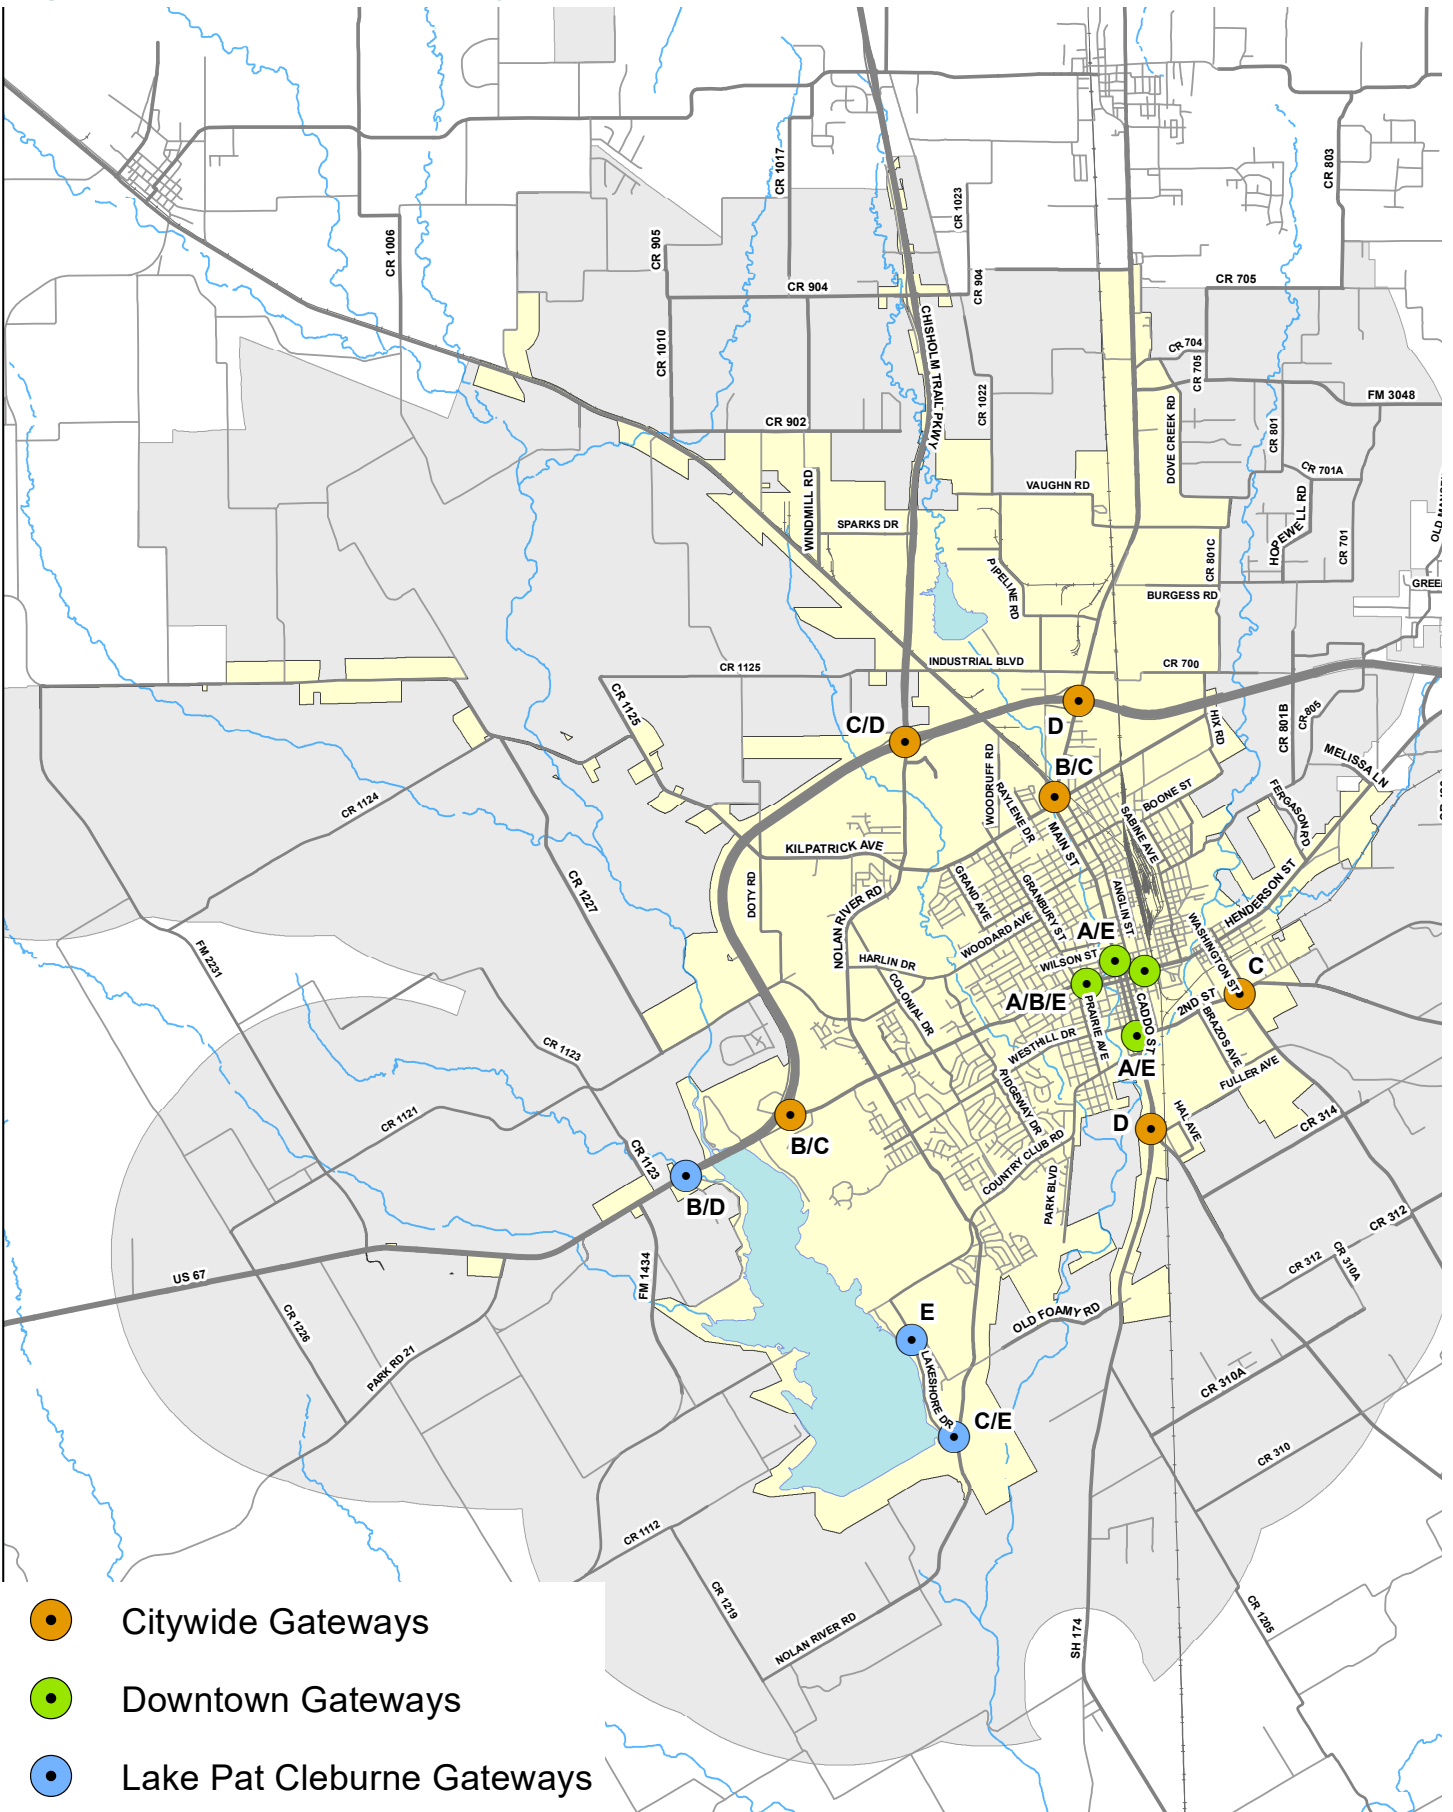 CR 1017
CR 803
CR 1023
CR 1006
CR 905
CR 904
CR 904
CR 705
CHISHOLM TRAIL PKWY
CR 1010
CR 704
CR 705
FM 3048
CR 1022
DOVE CREEK RD
CR 902
CR 801
CR 701A
WINDMILL RD
VAUGHN RD
HOPEWELL RD
SPARKS DR
CR 801C
CR 701
PIPELINE RD
BURGESS RD
CR 1125
INDUSTRIAL BLVD
CR 700
CR 1125
C/D
D
HIX RD
CR 801B
CR 805
B/C
MELISSA LN
WOODRUFF RD
RAYLENE DR
BOONE ST
CR 1124
MAIN ST
SABINE AVE
FERGASON RD
KILPATRICK AVE
CR 1227
DOTY RD
GRAND AVE
GRANBURY ST
ANGLIN ST
HENDERSON ST
NOLAN RIVER RD
WOODARD AVE
A/E
WASHINGTON ST
FM 2231
HARLIN DR
WILSON ST
C
COLONIAL DR
A/B/E
PRAIRIE AVE
CADDO ST
2ND ST
BRAZOS AVE
CR 1123
WESTHILL DR
A/E
FULLER AVE
RIDGEWAY DR
CR 1121
D
HAL AVE
CR 314
B/C
CR 1123
COUNTRY CLUB RD
PARK BLVD
B/D
CR 312
US 67
FM 1434
CR 312
CR 310A
CR 1226
E
OLD FOAMY RD
PARK RD 21
LAKESHORE DR
CR 310A
C/E
CR 310
CR 1112
CR 1219
NOLAN RIVER RD
SH 174
CR 1205
Citywide Gateways
Downtown Gateways
Lake Pat Cleburne Gateways